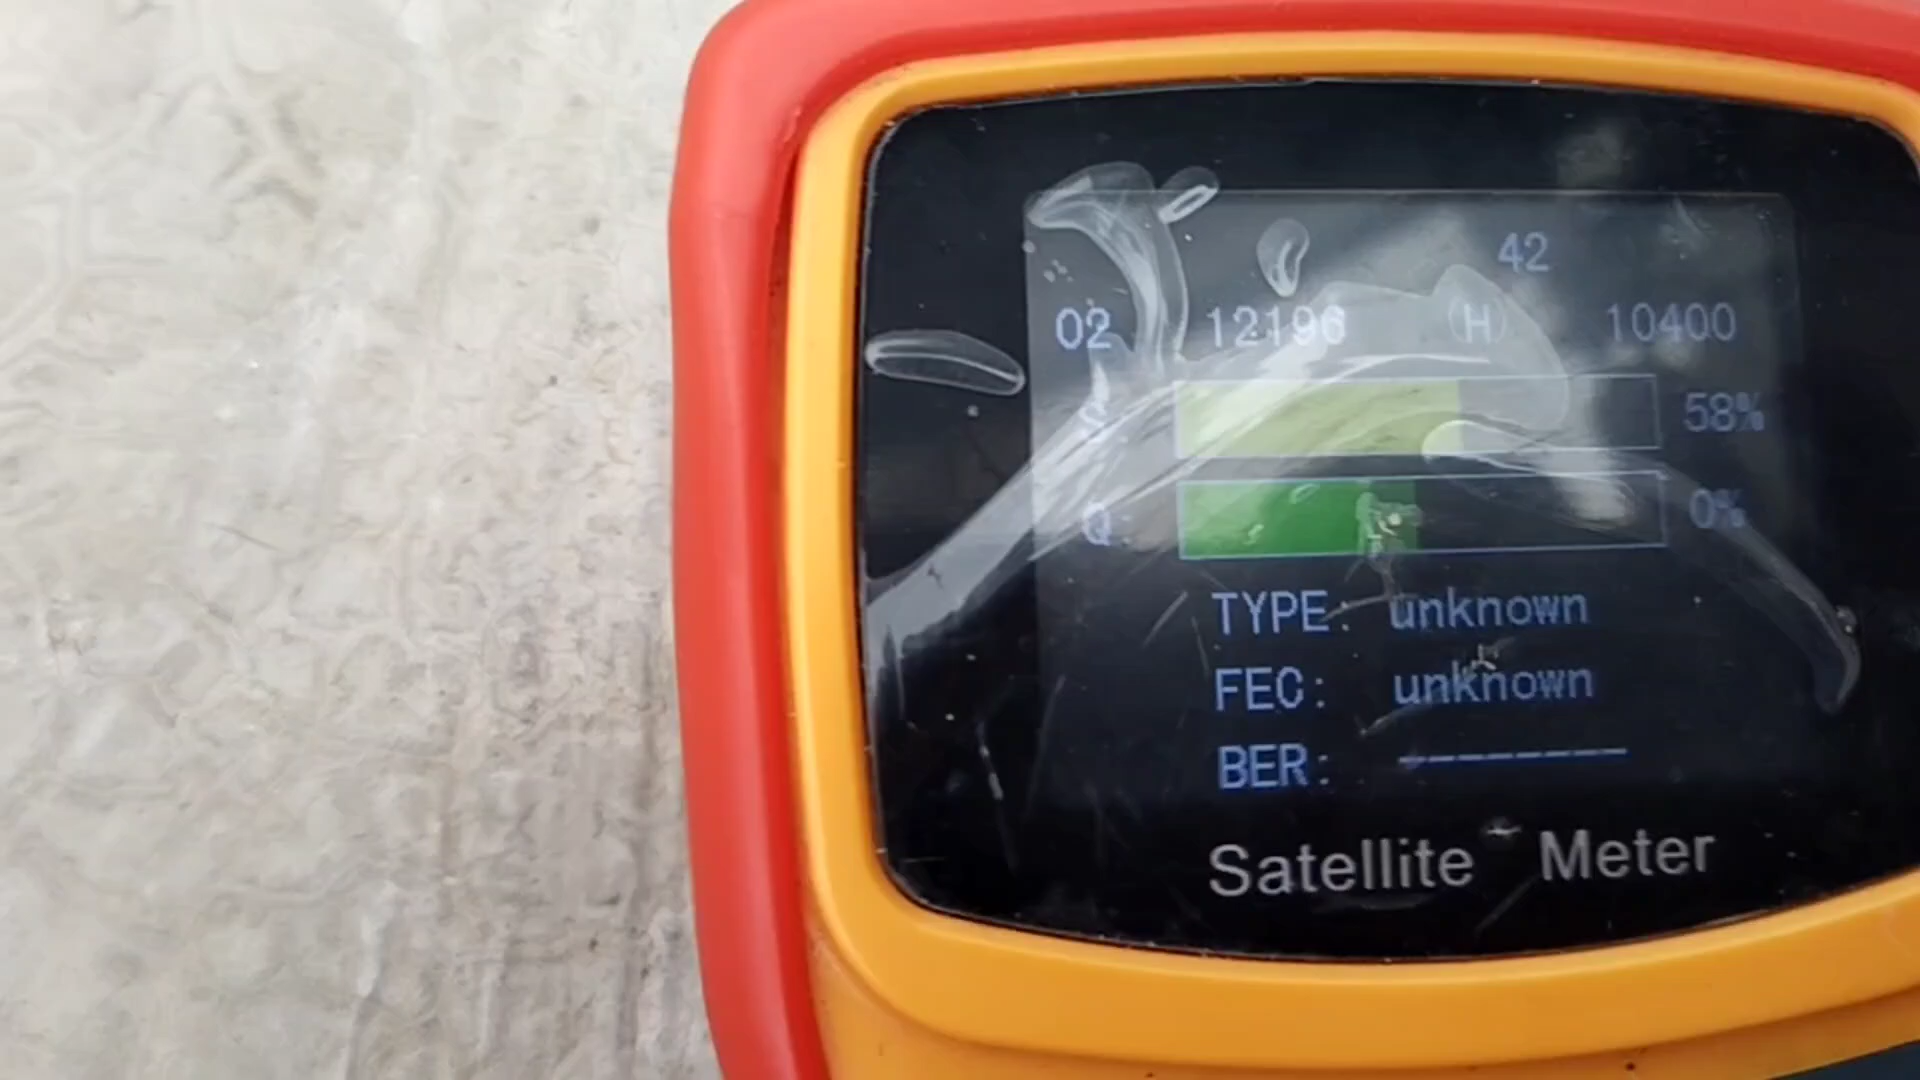 42
02 12196 (H) 10400
S: 58%
Q: 0%
TYPE: unknown
FEC: unknown
BER: --------
Satellite Meter